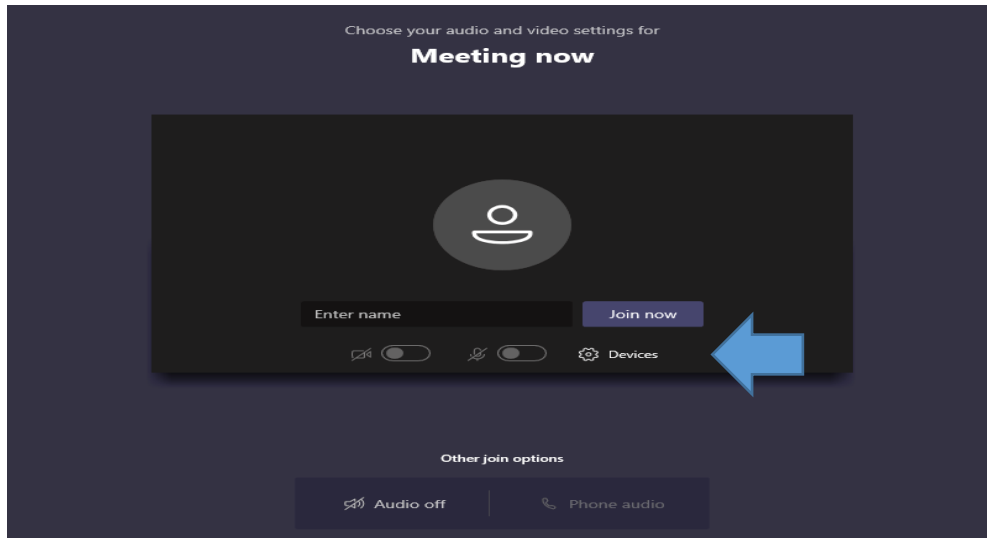 Choose your audio and video settings for
Meeting now
Enter name
Join now
Devices
Other join options
Audio off
Phone audio